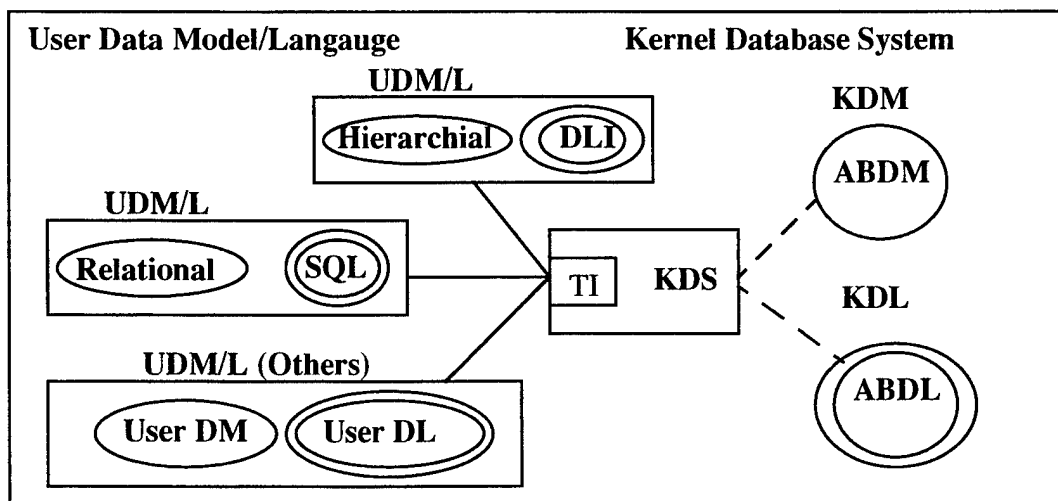 User Data Model/Langauge
Kernel Database System
UDM/L
Hierarchial
DLI
KDM
ABDM
UDM/L
Relational
SQL
TI
KDS
KDL
ABDL
UDM/L (Others)
User DM
User DL